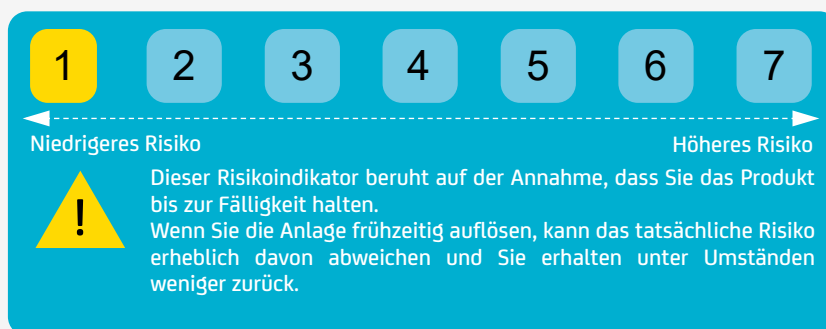 1 2 3 4 5 6 7
Niedrigeres Risiko Höheres Risiko
!
Dieser Risikoindikator beruht auf der Annahme, dass Sie das Produkt
bis zur Fälligkeit halten.
Wenn Sie die Anlage frühzeitig auflösen, kann das tatsächliche Risiko
erheblich davon abweichen und Sie erhalten unter Umständen
weniger zurück.